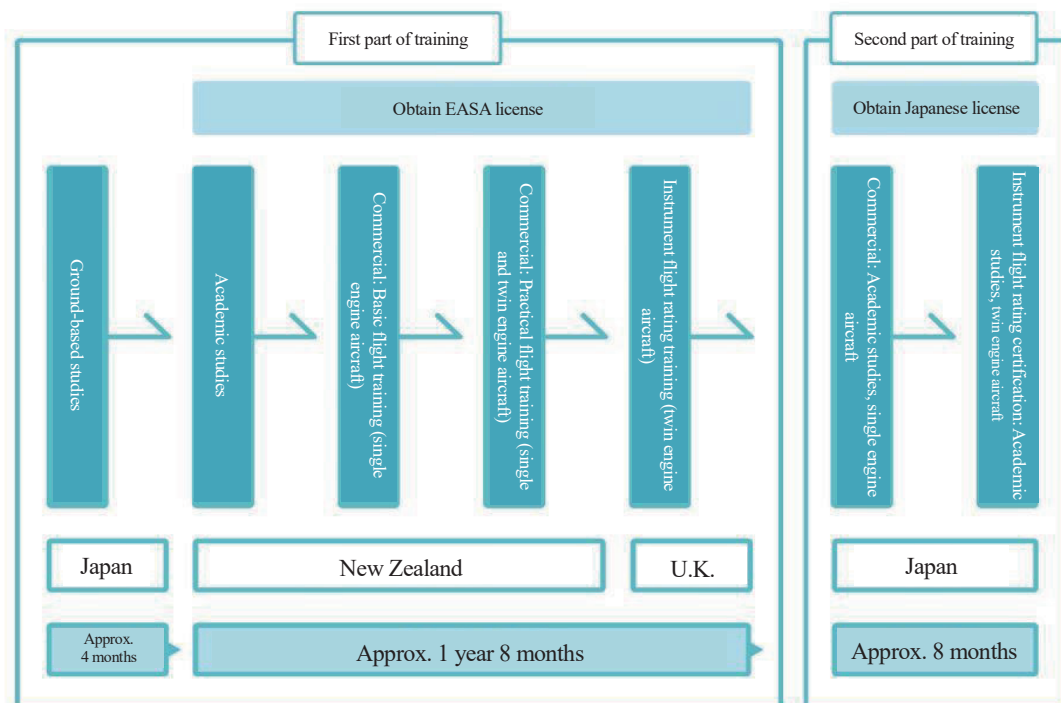 First part of training
Second part of training
Obtain EASA license
Obtain Japanese license
Ground-based studies
Academic studies
Commercial: Basic flight training (single
engine aircraft)
Commercial: Practical flight training (single
and twin engine aircraft)
Instrument flight rating training (twin engine
aircraft)
Commercial: Academic studies, single engine
aircraft
Instrument flight rating certification: Academic
studies, twin engine aircraft
Japan
New Zealand
U.K.
Japan
Approx.
4 months
Approx. 1 year 8 months
Approx. 8 months